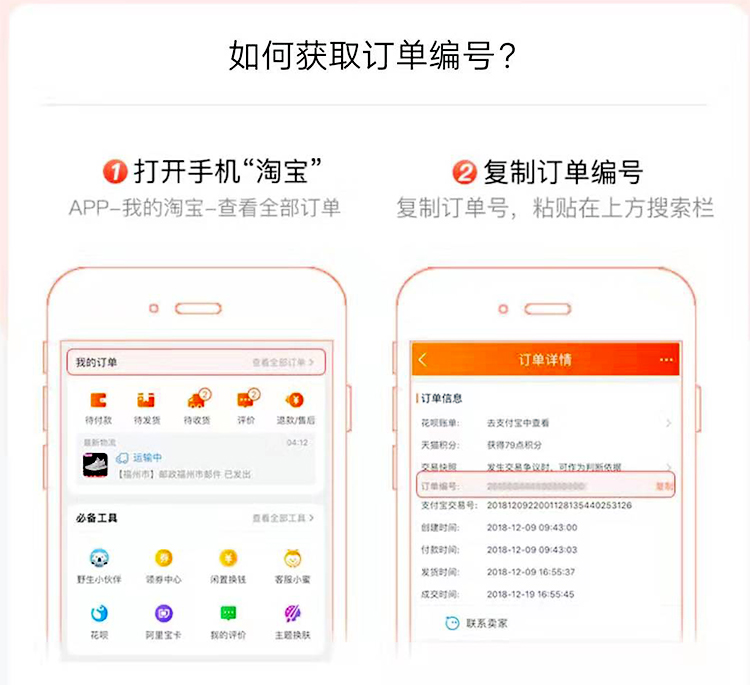 如何获取订单编号?
1 打开手机“淘宝”
APP-我的淘宝-查看全部订单
2 复制订单编号
复制订单号，粘贴在上方搜索栏
我的订单 查看全部订单 >
2 2
待付款 待发货 待收货 评价 退款/售后
最新物流 04:12
运输中
【福州市】邮政福州市邮件 已发出
必备工具 查看全部工具 >
野生小伙伴 领券中心 闲置换钱 客服小蜜
花呗 阿里宝卡 我的评价 主题换肤
订单详情
订单信息
花呗账单: 去支付宝中查看
天猫积分: 获得79点积分
交易快照 发生交易争议时，可作为判断依据
订单编号: 复制
支付宝交易号: 2018120922001128135440253126
创建时间: 2018-12-09 09:43:00
付款时间: 2018-12-09 09:43:03
发货时间: 2018-12-09 16:55:37
成交时间: 2018-12-19 16:55:45
联系卖家